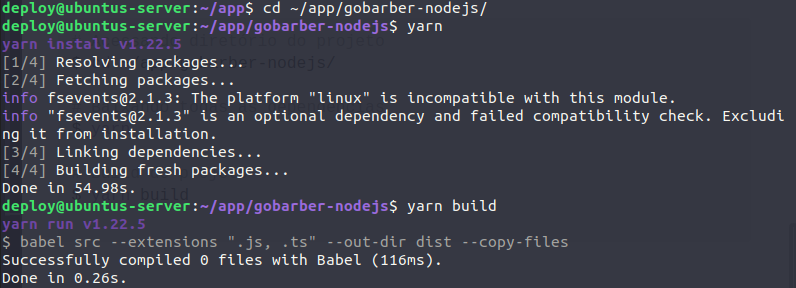 deploy@ubuntus-server:~/app$ cd ~/app/gobarber-nodejs/
deploy@ubuntus-server:~/app/gobarber-nodejs$ yarn
yarn install v1.22.5
[1/4] Resolving packages...
[2/4] Fetching packages...
info fsevents@2.1.3: The platform "linux" is incompatible with this module.
info "fsevents@2.1.3" is an optional dependency and failed compatibility check. Excludi
ng it from installation.
[3/4] Linking dependencies...
[4/4] Building fresh packages...
Done in 54.98s.
deploy@ubuntus-server:~/app/gobarber-nodejs$ yarn build
yarn run v1.22.5
$ babel src --extensions ".js, .ts" --out-dir dist --copy-files
Successfully compiled 0 files with Babel (116ms).
Done in 0.26s.